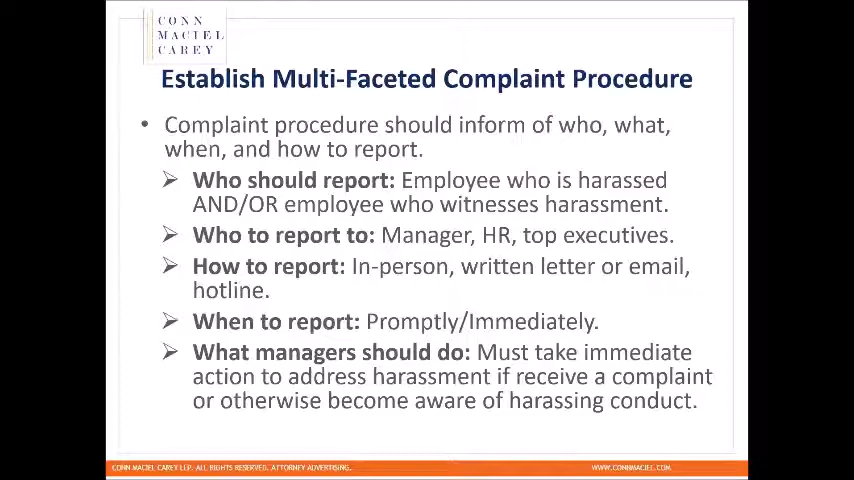 CONN
MACIEL
CAREY
Establish Multi-Faceted Complaint Procedure
• Complaint procedure should inform of who, what,
when, and how to report.
➢ Who should report: Employee who is harassed
AND/OR employee who witnesses harassment.
➢ Who to report to: Manager, HR, top executives.
➢ How to report: In-person, written letter or email,
hotline.
➢ When to report: Promptly/Immediately.
➢ What managers should do: Must take immediate
action to address harassment if receive a complaint
or otherwise become aware of harassing conduct.
CONN MACIEL CAREY LLP. ALL RIGHTS RESERVED. ATTORNEY ADVERTISING.
WWW.CONNMACIEL.COM